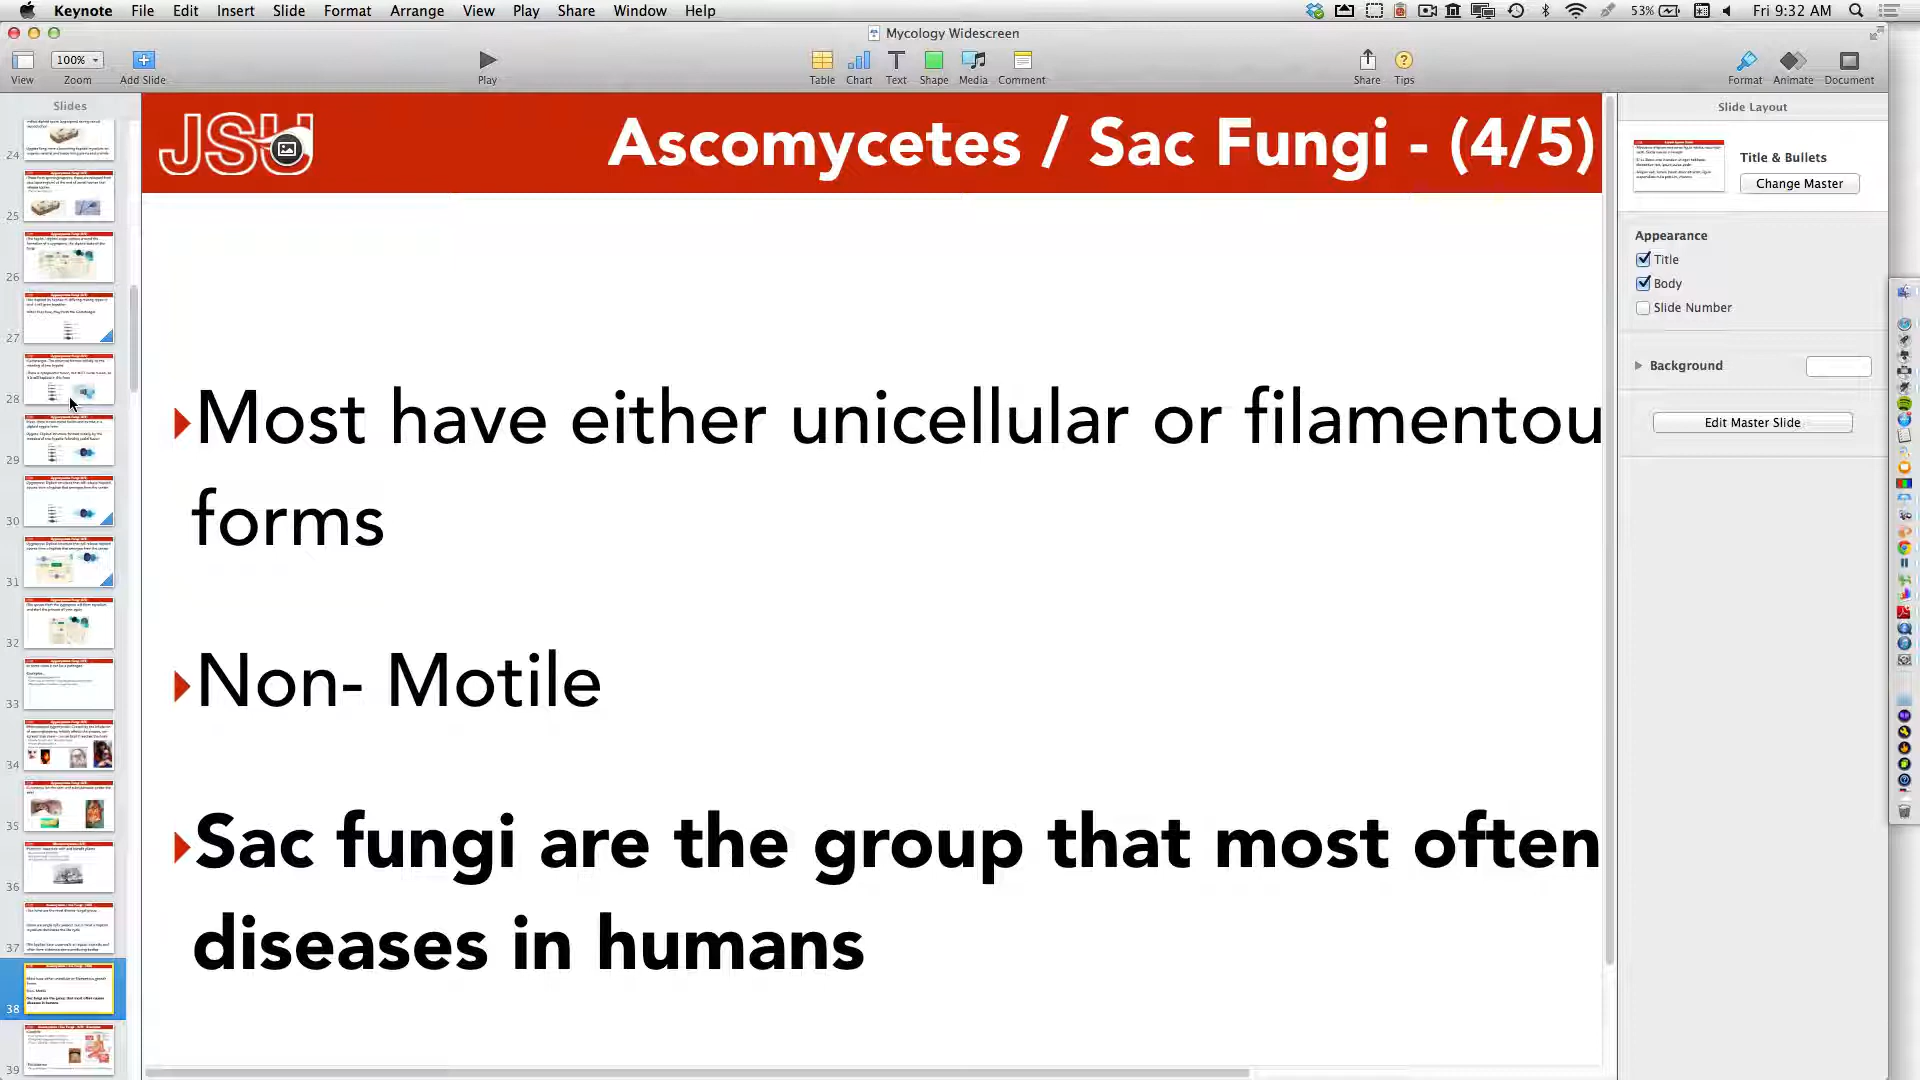 Keynote File Edit Insert Slide Format Arrange View Play Share Window Help 53% Fri 9:32 AM
Mycology Widescreen
100%
View Zoom Add Slide Play Table Chart Text Shape Media Comment Share Tips Format Animate Document
Slides
24
25
26
27
28
29
30
31
32
33
34
35
36
37
38
39
JSU
Ascomycetes / Sac Fungi - (4/5)
Most have either unicellular or filamentou
forms
Non- Motile
Sac fungi are the group that most often
diseases in humans
Slide Layout
Title & Bullets
Change Master
Appearance
Title
Body
Slide Number
Background
Edit Master Slide